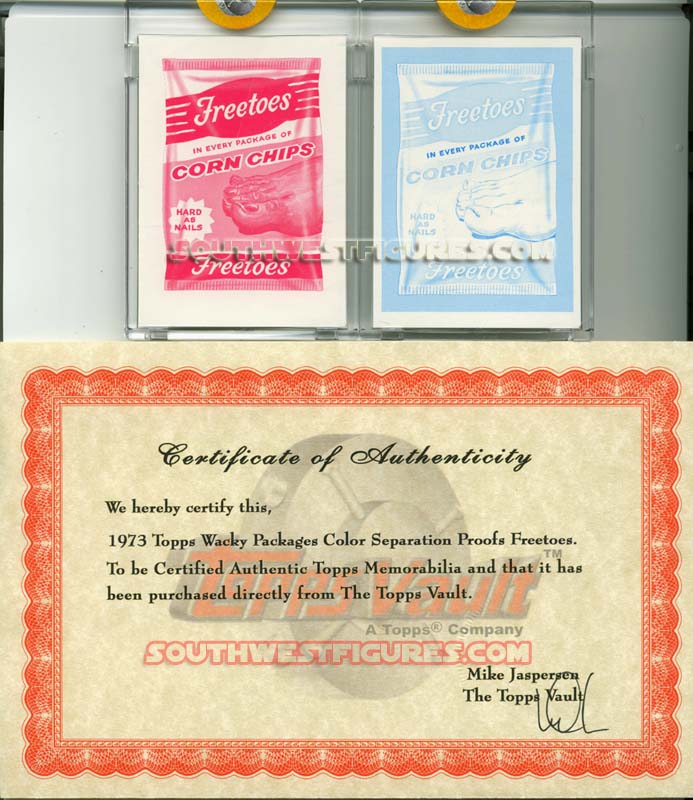 Freetoes
IN EVERY PACKAGE OF
CORN CHIPS
HARD
AS
NAILS
Freetoes
Freetoes
IN EVERY PACKAGE OF
CORN CHIPS
HARD
AS
NAILS
Freetoes
SOUTHWESTFIGURES.COM
Certificate of Authenticity
We hereby certify this,
1973 Topps Wacky Packages Color Separation Proofs Freetoes.
To be Certified Authentic Topps Memorabilia and that it has
been purchased directly from The Topps Vault.
Topps Vault™
A Topps® Company
SOUTHWESTFIGURES.COM
Mike Jaspersen
The Topps Vault